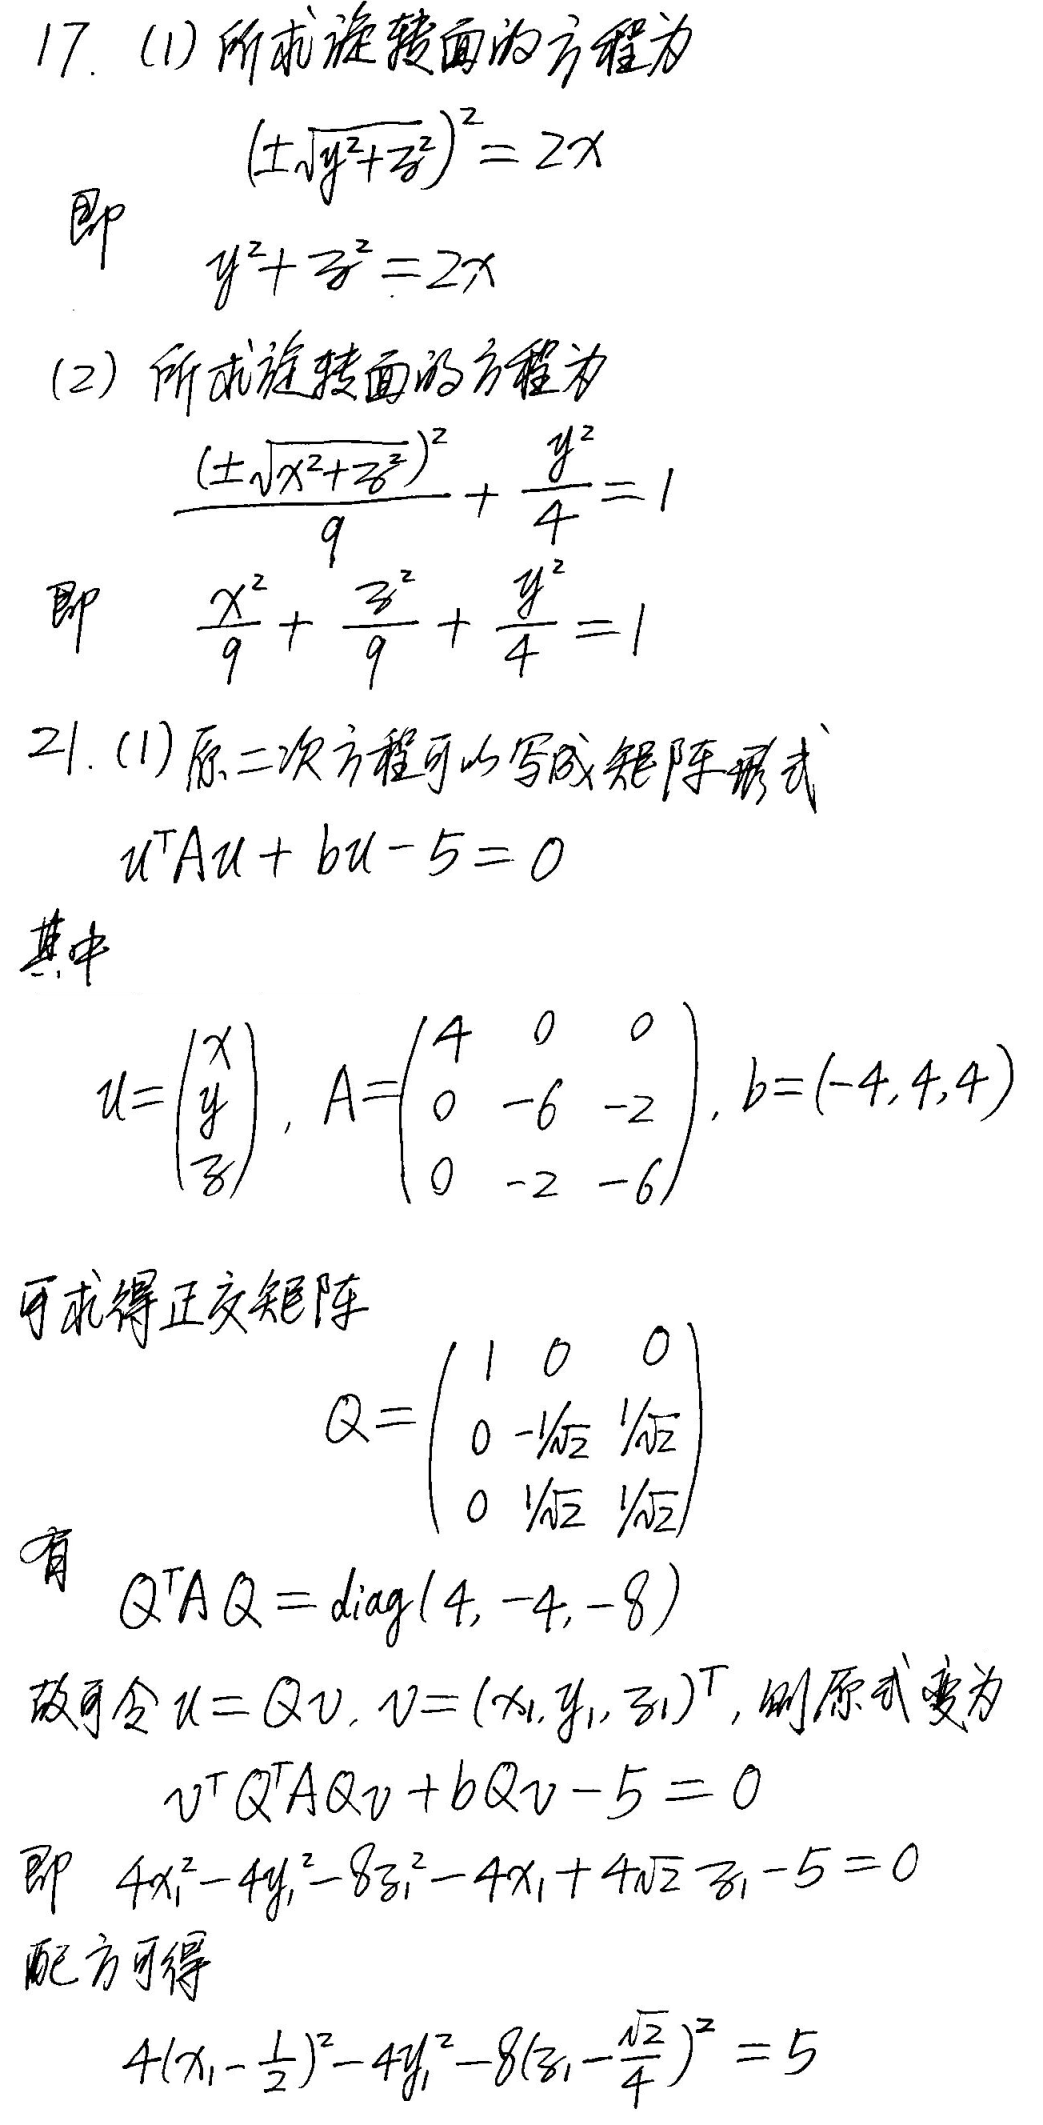 17. (1) 所求旋转面的方程为
(±√(y²+z²))² = 2x
即
y²+z² = 2x
(2) 所求旋转面的方程为
(±√(x²+z²))²/9 + y²/4 = 1
即 x²/9 + z²/9 + y²/4 = 1
21. (1) 原二次方程可以写成矩阵形式
uᵀAu + bu - 5 = 0
其中
u = (x y z), A = (4 0 0; 0 -6 -2; 0 -2 -6), b = (-4, 4, 4)
可求得正交矩阵
Q = (1 0 0; 0 -1/√2 1/√2; 0 1/√2 1/√2)
有
QᵀAQ = diag(4, -4, -8)
故可令 u = Qv, v = (x₁, y₁, z₁)ᵀ, 则原式变为
vᵀQᵀAQv + bQv - 5 = 0
即 4x₁² - 4y₁² - 8z₁² - 4x₁ + 4√2 z₁ - 5 = 0
配方可得
4(x₁ - 1/2)² - 4y₁² - 8(z₁ - √2/4)² = 5